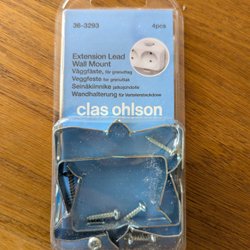 36-3293
4pcs
Extension Lead
Wall Mount
Väggfäste, för grenuttag
Veggfeste for grenuttak
Seinäkiinnike jatkojohdolle
Wandhalterung für Verteilersteckdose
clas ohlson